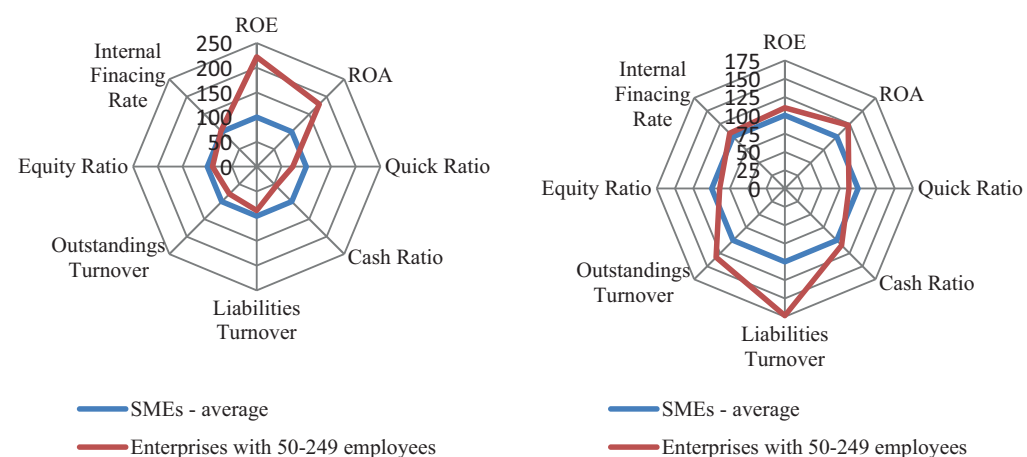 ROE
250
200
150
100
50
0
Internal
Finacing
Rate
ROA
Equity Ratio
Quick Ratio
Outstandings
Turnover
Cash Ratio
Liabilities
Turnover
SMEs - average
Enterprises with 50-249 employees
ROE
175
150
125
100
75
50
25
0
Internal
Finacing
Rate
ROA
Equity Ratio
Quick Ratio
Outstandings
Turnover
Cash Ratio
Liabilities
Turnover
SMEs - average
Enterprises with 50-249 employees